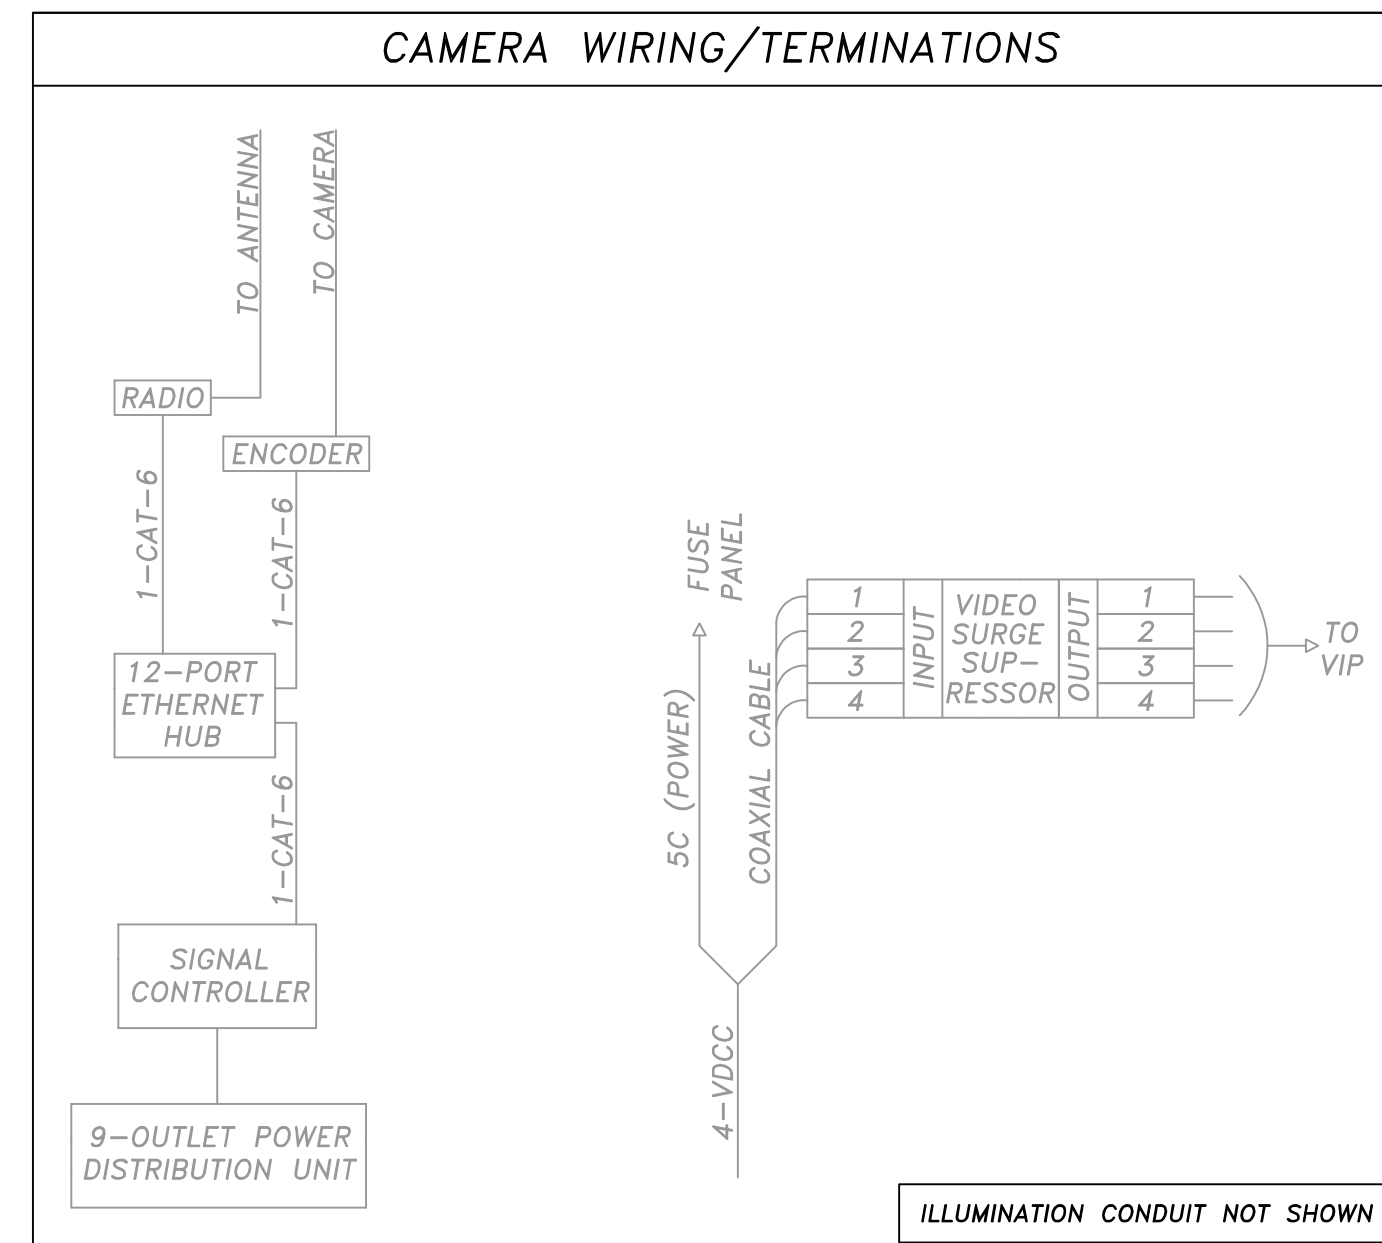 CAMERA WIRING/TERMINATIONS
TO ANTENNA
TO CAMERA
RADIO
ENCODER
1-CAT-6
1-CAT-6
12-PORT
ETHERNET
HUB
1-CAT-6
SIGNAL
CONTROLLER
9-OUTLET POWER
DISTRIBUTION UNIT
FUSE
PANEL
5C (POWER)
COAXIAL CABLE
4-VDCC
1
2
3
4
INPUT
VIDEO
SURGE
SUP-
RESSOR
OUTPUT
1
2
3
4
TO
VIP
ILLUMINATION CONDUIT NOT SHOWN